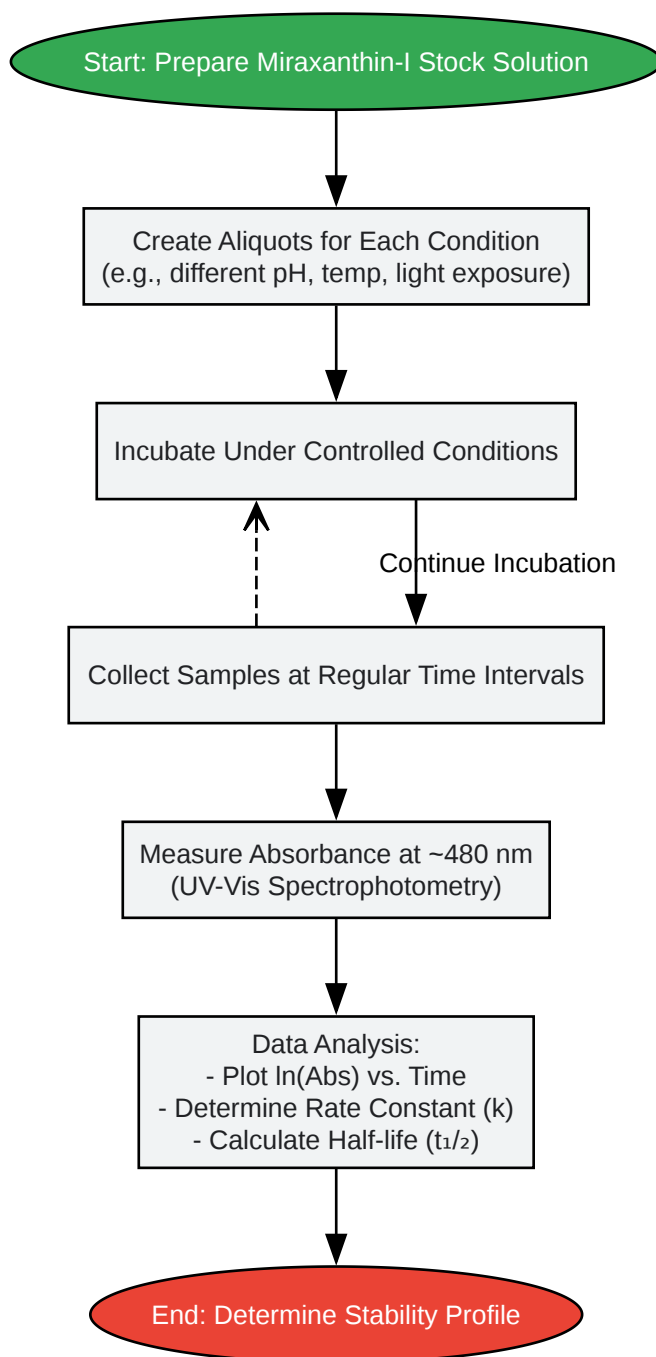 Start: Prepare Miraxanthin-I Stock Solution
Create Aliquots for Each Condition
(e.g., different pH, temp, light exposure)
Incubate Under Controlled Conditions
Continue Incubation
Collect Samples at Regular Time Intervals
Measure Absorbance at ~480 nm
(UV-Vis Spectrophotometry)
Data Analysis:
- Plot ln(Abs) vs. Time
- Determine Rate Constant (k)
- Calculate Half-life (t₁/₂)
End: Determine Stability Profile